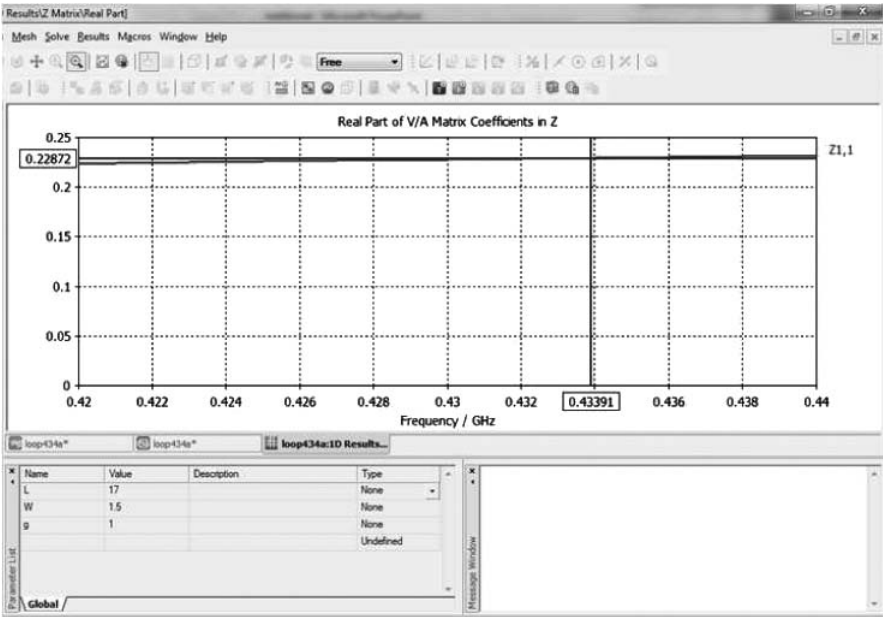 Results\Z Matrix\Real Part]
Mesh Solve Results Macros Window Help
Free
Real Part of V/A Matrix Coefficients in Z
0.25
0.22872
0.2
0.15
0.1
0.05
0
Z1,1
0.42 0.422 0.424 0.426 0.428 0.43 0.432 0.43391 0.436 0.438 0.44
Frequency / GHz
loop434a* loop434a* loop434a:1D Results...
Name Value Description Type
L 17 None
W 1.5 None
g 1 None
Undefined
Parameter List
Global
Message Window